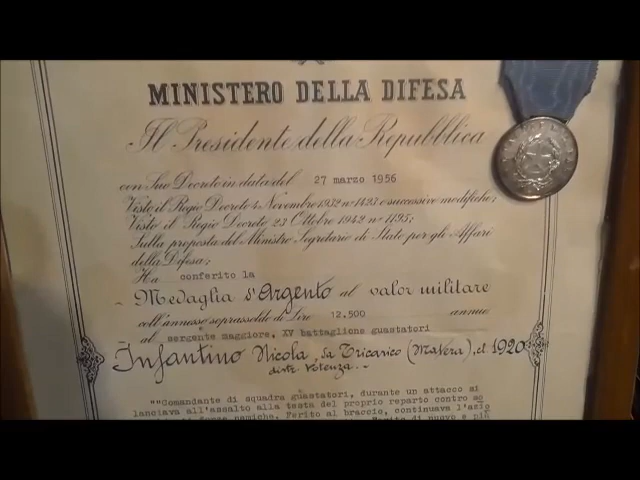 MINISTERO DELLA DIFESA
Il Presidente della Repubblica
con Suo Decreto in data del 27 marzo 1956
Visto il Regio Decreto 4 Novembre 1932 nº 1423 e successive modifiche;
Visto il Regio Decreto 23 Ottobre 1942 nº 1195;
Sulla proposta del Ministro Segretario di Stato per gli Affari
della Difesa;
Ha conferito la
Medaglia d'Argento al valor militare
coll'annesso soprassoldo di Lire 12.500 annue
al sergente maggiore, XV battaglione guastatori
Infantino Nicola, da Tricarico (Matera), cl. 1920
distr. Potenza.-
""Comandante di squadra guastatori, durante un attacco si
lanciava all'assalto alla testa del proprio reparto contro
nemiche. Ferito al braccio, continuava l'azio